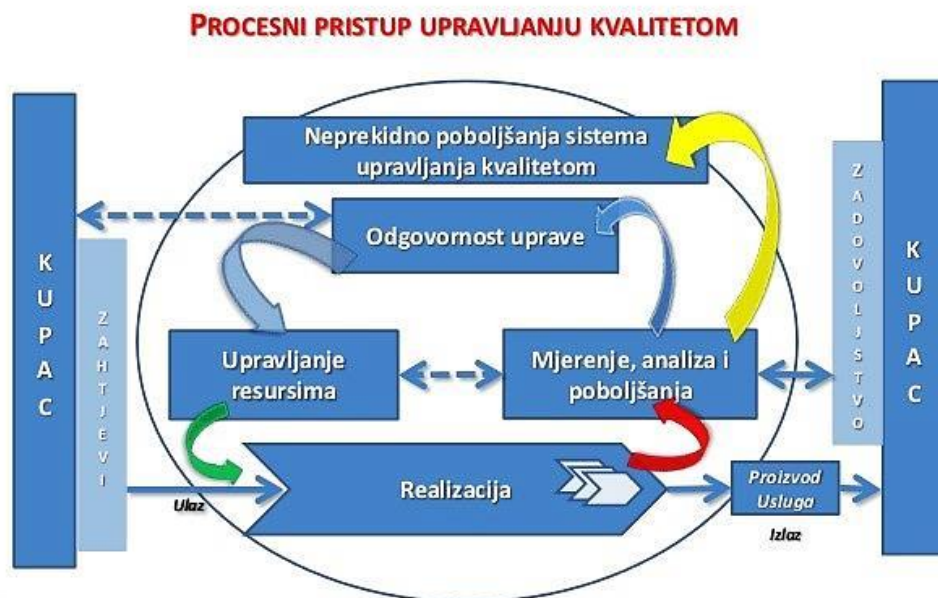 PROCESNI PRISTUP UPRAVLJANJU KVALITETOM
Neprekidno poboljšanja sistema
upravljanja kvalitetom
Odgovornost uprave
KUPAC
ZAHTJEVI
Upravljanje
resursima
Mjerenje, analiza i
poboljšanja
ZADOVOLJSTVO
KUPAC
Ulaz
Realizacija
Proizvod
Usluga
Izlaz